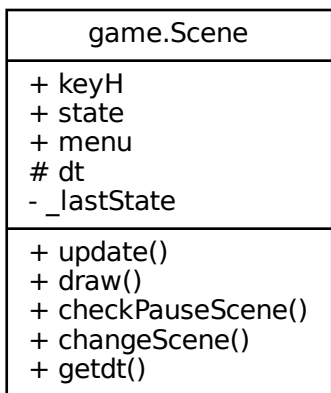 game.Scene
+ keyH
+ state
+ menu
# dt
- _lastState
+ update()
+ draw()
+ checkPauseScene()
+ changeScene()
+ getdt()